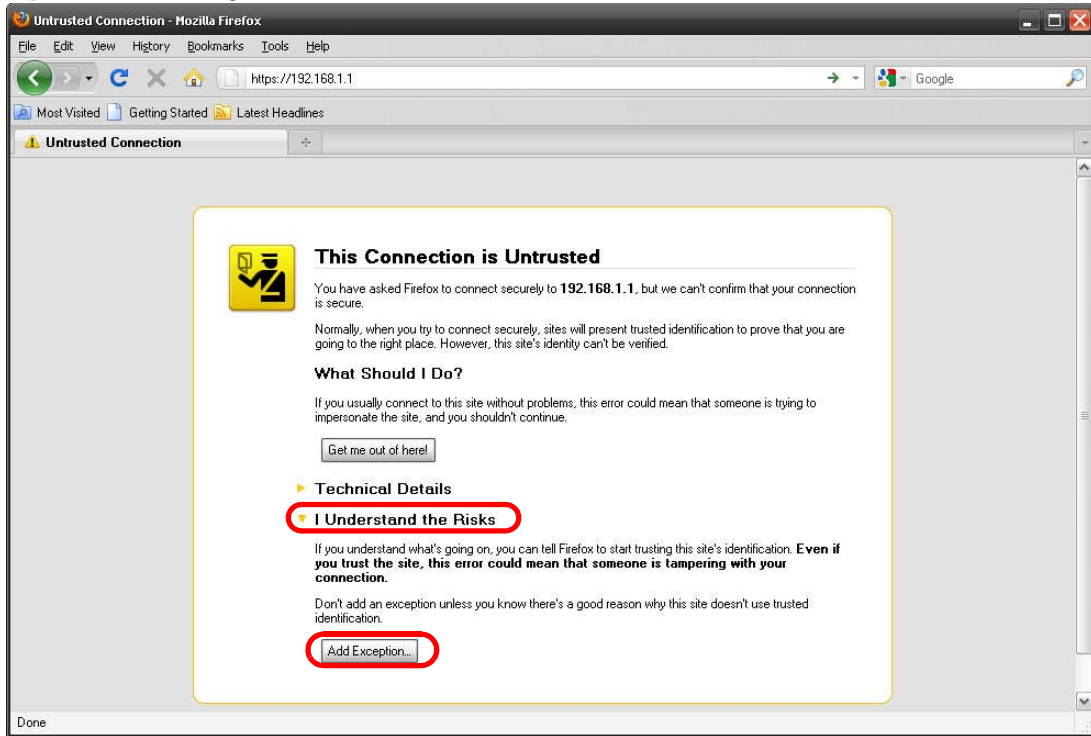 Untrusted Connection - Mozilla Firefox
File Edit View History Bookmarks Tools Help
https://192.168.1.1
Google
Most Visited Getting Started Latest Headlines
Untrusted Connection
This Connection is Untrusted
You have asked Firefox to connect securely to 192.168.1.1, but we can't confirm that your connection
is secure.
Normally, when you try to connect securely, sites will present trusted identification to prove that you are
going to the right place. However, this site's identity can't be verified.
What Should I Do?
If you usually connect to this site without problems, this error could mean that someone is trying to
impersonate the site, and you shouldn't continue.
Get me out of here!
Technical Details
I Understand the Risks
If you understand what's going on, you can tell Firefox to start trusting this site's identification. Even if
you trust the site, this error could mean that someone is tampering with your
connection.
Don't add an exception unless you know there's a good reason why this site doesn't use trusted
identification.
Add Exception...
Done